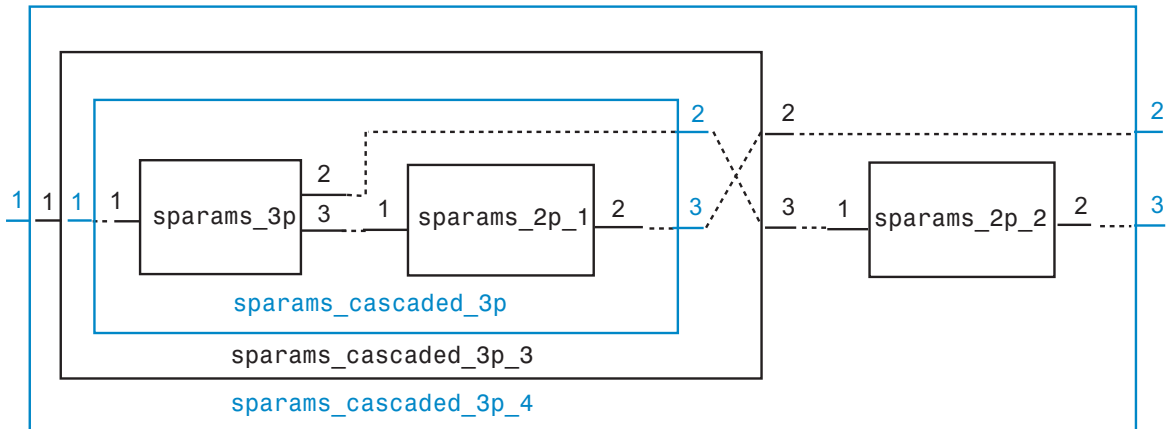 2 2 2
2
1 1 1 1 sparams_3p 3 1 sparams_2p_1 2 3 3 1 sparams_2p_2 2 3
sparams_cascaded_3p
sparams_cascaded_3p_3
sparams_cascaded_3p_4